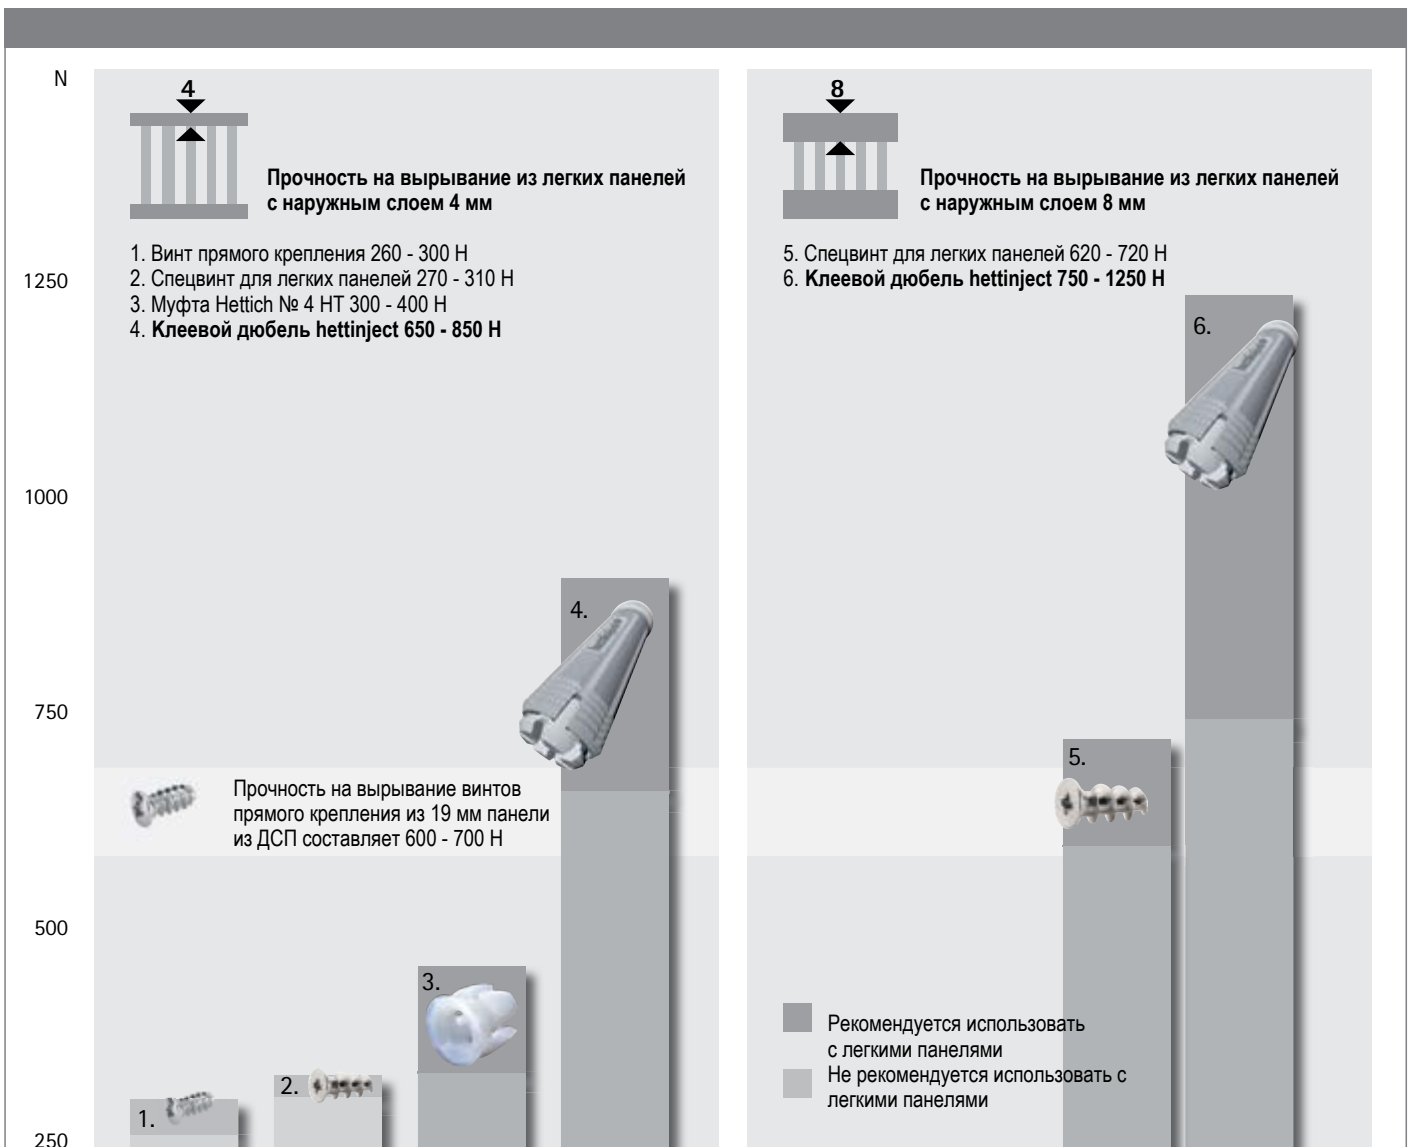 N
1250
1000
750
500
250
4
Прочность на вырывание из легких панелей
с наружным слоем 4 мм
1. Винт прямого крепления 260 - 300 Н
2. Спецвинт для легких панелей 270 - 310 Н
3. Муфта Hettich № 4 НТ 300 - 400 Н
4. Клеевой дюбель hettinject 650 - 850 Н
4.
Прочность на вырывание винтов
прямого крепления из 19 мм панели
из ДСП составляет 600 - 700 Н
3.
2.
1.
8
Прочность на вырывание из легких панелей
с наружным слоем 8 мм
5. Спецвинт для легких панелей 620 - 720 Н
6. Клеевой дюбель hettinject 750 - 1250 Н
6.
5.
Рекомендуется использовать
с легкими панелями
Не рекомендуется использовать с
легкими панелями